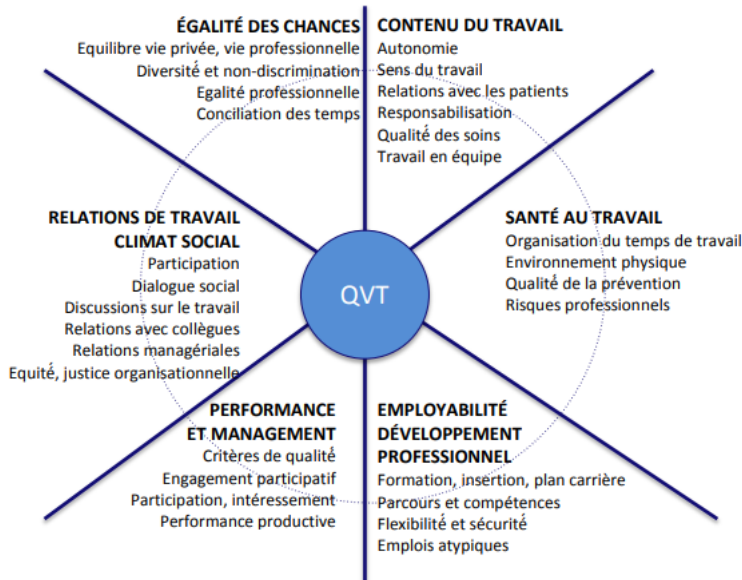 ÉGALITÉ DES CHANCES
Equilibre vie privée, vie professionnelle
Diversité et non-discrimination
Egalité professionnelle
Conciliation des temps
CONTENU DU TRAVAIL
Autonomie
Sens du travail
Relations avec les patients
Responsabilisation
Qualité des soins
Travail en équipe
RELATIONS DE TRAVAIL
CLIMAT SOCIAL
Participation
Dialogue social
Discussions sur le travail
Relations avec collègues
Relations managériales
Equité, justice organisationnelle
QVT
SANTÉ AU TRAVAIL
Organisation du temps de travail
Environnement physique
Qualité de la prévention
Risques professionnels
PERFORMANCE
ET MANAGEMENT
Critères de qualité
Engagement participatif
Participation, intéressement
Performance productive
EMPLOYABILITÉ
DÉVELOPPEMENT
PROFESSIONNEL
Formation, insertion, plan carrière
Parcours et compétences
Flexibilité et sécurité
Emplois atypiques